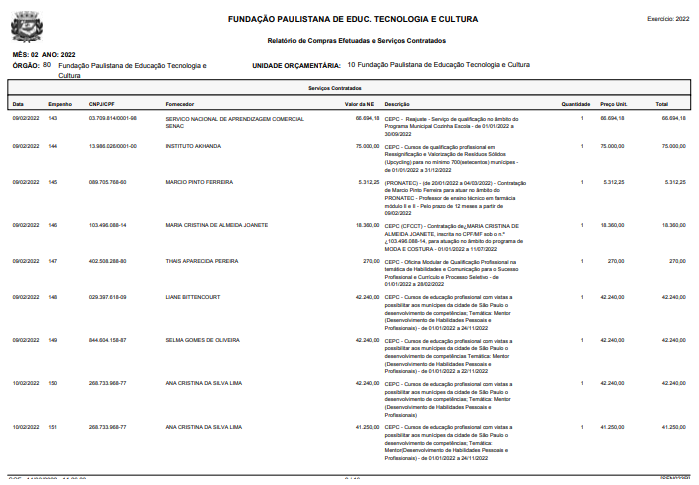 FUNDAÇÃO PAULISTANA DE EDUC. TECNOLOGIA E CULTURA
Exercício: 2022
Relatório de Compras Efetuadas e Serviços Contratados
MÊS: 02 ANO: 2022
ÓRGÃO: 80 Fundação Paulistana de Educação Tecnologia e Cultura
UNIDADE ORÇAMENTÁRIA: 10 Fundação Paulistana de Educação Tecnologia e Cultura
Serviços Contratados
Data Empenho CNPJ/CPF Fornecedor Valor da NE Descrição Quantidade Preço Unit. Total
09/02/2022 143 03.709.814/0001-98 SERVICO NACIONAL DE APRENDIZAGEM COMERCIAL SENAC 66.694,18 CEPC - Reajuste - Serviço de qualificação no âmbito do 1 66.694,18 66.694,18
Programa Municipal Cozinha Escola - de 01/01/2022 a
30/09/2022
09/02/2022 144 13.986.026/0001-00 INSTITUTO AKHANDA 75.000,00 CEPC - Cursos de qualificação profissional em 1 75.000,00 75.000,00
Ressignificação e Valorização de Resíduos Sólidos
(Upcycling) para no mínimo 700(setecentos) munícipes -
de 01/01/2022 a 31/12/2022
09/02/2022 145 089.705.768-60 MARCIO PINTO FERREIRA 5.312,25 (PRONATEC) - (de 20/01/2022 a 04/03/2022) - Contratação 1 5.312,25 5.312,25
de Marcio Pinto Ferreira para atuar no âmbito do
PRONATEC - Professor de ensino técnico em farmácia
módulo II e II - Pelo prazo de 12 meses a partir de
09/02/2022
09/02/2022 146 103.496.088-14 MARIA CRISTINA DE ALMEIDA JOANETE 18.360,00 CEPC (CFCCT) - Contratação de¿MARIA CRISTINA DE 1 18.360,00 18.360,00
ALMEIDA JOANETE, inscrita no CPF/MF sob o n.º
¿103.496.088-14, para atuação no âmbito do programa de
MODA E COSTURA - 01/01/2022 a 11/07/2022
09/02/2022 147 402.508.288-80 THAIS APARECIDA PEREIRA 270,00 CEPC - Oficina Modular de Qualificação Profissional na 1 270,00 270,00
temática de Habilidades e Comunicação para o Sucesso
Profissional e Currículo e Processo Seletivo - de
01/01/2022 a 28/02/2022
09/02/2022 148 029.397.618-09 LIANE BITTENCOURT 42.240,00 CEPC - Cursos de educação profissional com vistas a 1 42.240,00 42.240,00
possibilitar aos munícipes da cidade de São Paulo o
desenvolvimento de competências; Temática: Mentor
(Desenvolvimento de Habilidades Pessoais e
Profissionais) - de 01/01/2022 a 24/11/2022
09/02/2022 149 844.604.158-87 SELMA GOMES DE OLIVEIRA 42.240,00 CEPC - Cursos de educação profissional com vistas a 1 42.240,00 42.240,00
possibilitar aos munícipes da cidade de São Paulo o
desenvolvimento de competências Temática: Mentor
(Desenvolvimento de Habilidades Pessoais e
Profissionais) - de 01/01/2022 a 22/11/2022
10/02/2022 150 268.733.968-77 ANA CRISTINA DA SILVA LIMA 42.240,00 CEPC - Cursos de educação profissional com vistas a 1 42.240,00 42.240,00
possibilitar aos munícipes da cidade de São Paulo o
desenvolvimento de competências; Temática: Mentor
(Desenvolvimento de Habilidades Pessoais e
Profissionais)
10/02/2022 151 268.733.968-77 ANA CRISTINA DA SILVA LIMA 41.250,00 CEPC - Cursos de educação profissional com vistas a 1 41.250,00 41.250,00
possibilitar aos munícipes da cidade de São Paulo o
desenvolvimento de competências; Temática:
Mentor(Desenvolvimento de Habilidades Pessoais e
Profissionais) - de 01/01/2022 a 24/11/2022